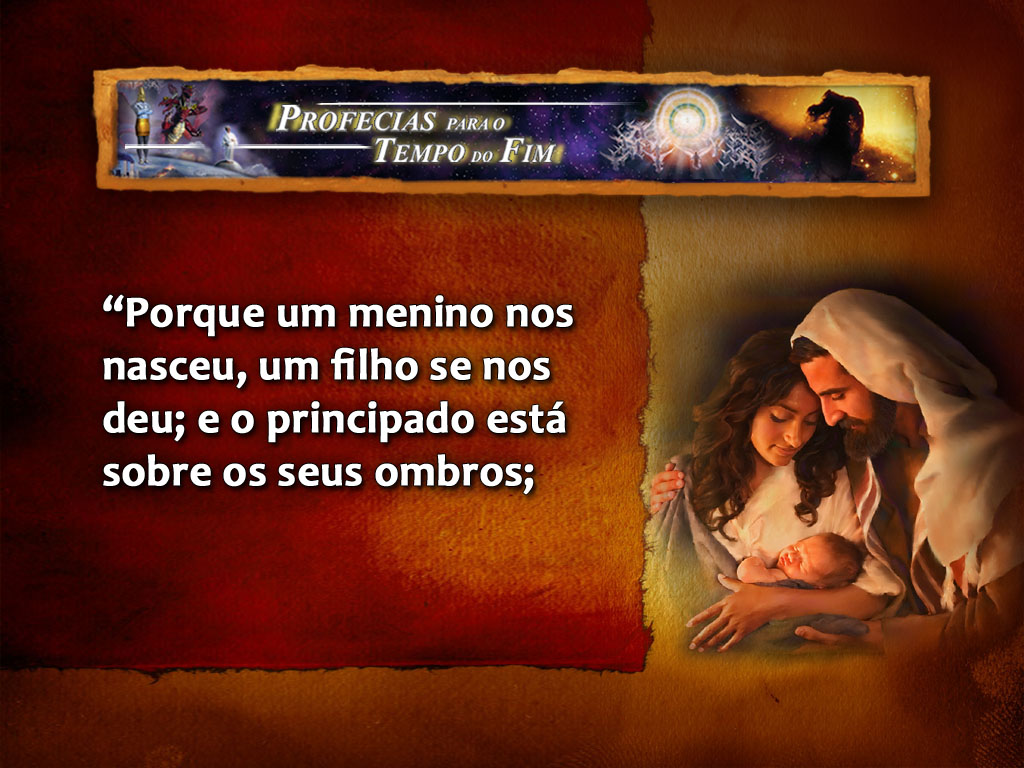 PROFECIAS PARA O
TEMPO DO FIM
“Porque um menino nos
nasceu, um filho se nos
deu; e o principado está
sobre os seus ombros;